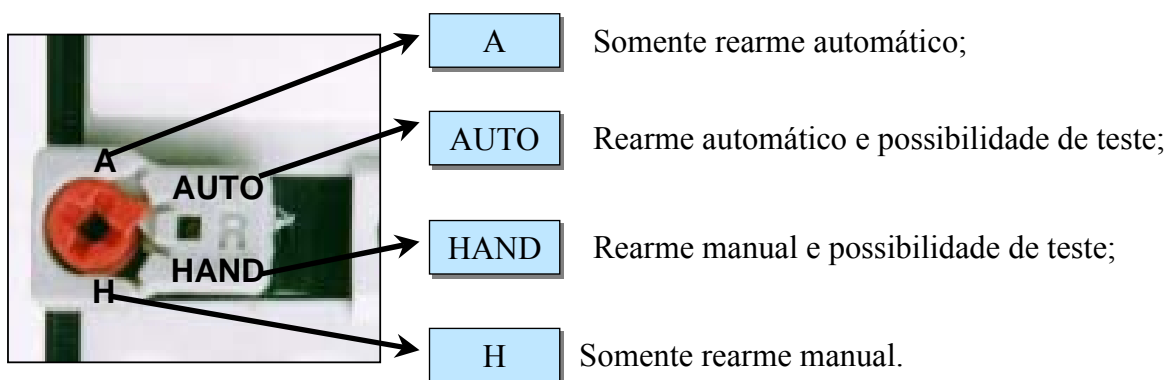 A Somente rearme automático;
AUTO Rearme automático e possibilidade de teste;
HAND Rearme manual e possibilidade de teste;
H Somente rearme manual.
A
AUTO
R
HAND
H